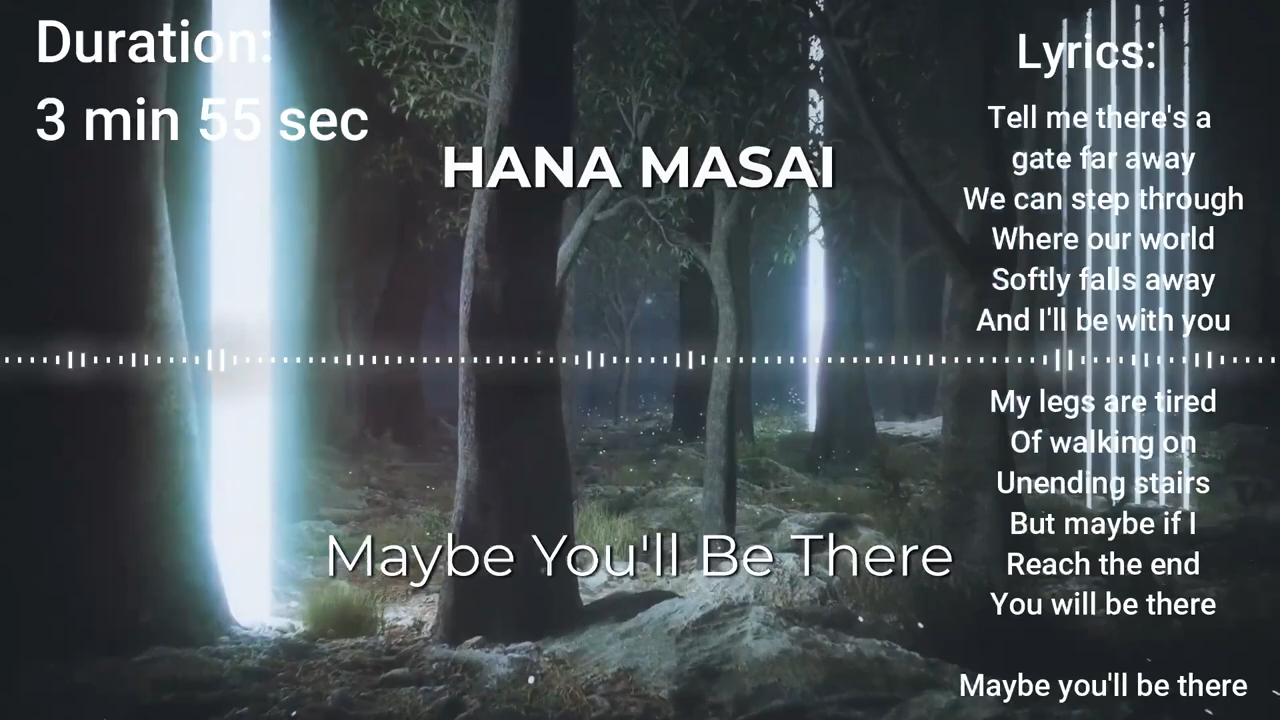 Duration:
3 min 55 sec
HANA MASAI
Maybe You'll Be There
Lyrics:
Tell me there's a
gate far away
We can step through
Where our world
Softly falls away
And I'll be with you
My legs are tired
Of walking on
Unending stairs
But maybe if I
Reach the end
You will be there
Maybe you'll be there